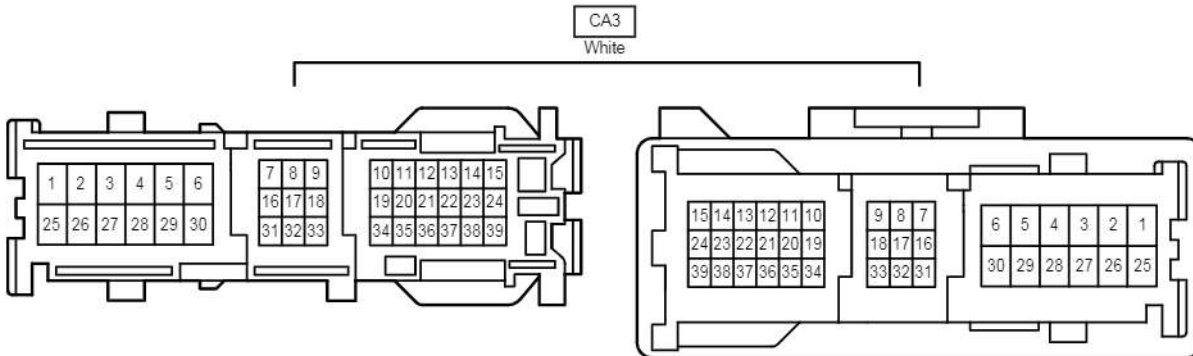 CA3
White
1 2 3 4 5 6
25 26 27 28 29 30
7 8 9
16 17 18
31 32 33
10 11 12 13 14 15
19 20 21 22 23 24
34 35 36 37 38 39
15 14 13 12 11 10
24 23 22 21 20 19
39 38 37 36 35 34
9 8 7
18 17 16
33 32 31
6 5 4 3 2 1
30 29 28 27 26 25